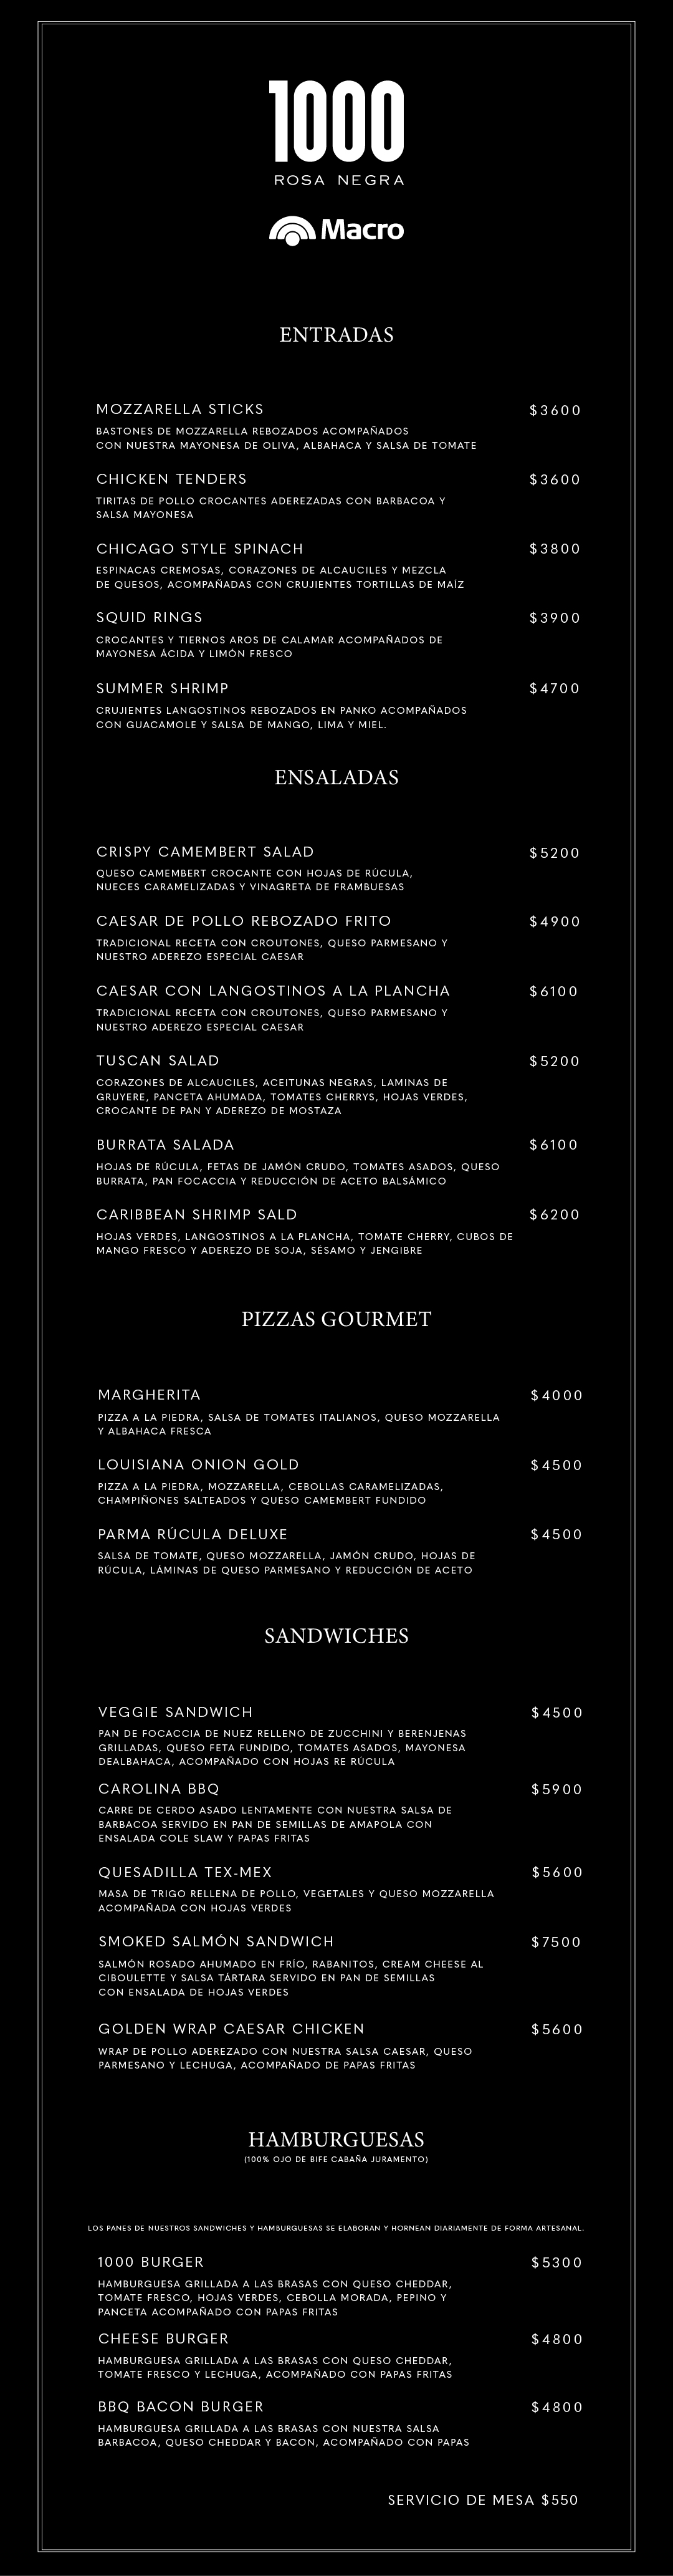 1000
ROSA NEGRA
Macro
ENTRADAS
MOZZARELLA STICKS $3600
BASTONES DE MOZZARELLA REBOZADOS ACOMPAÑADOS
CON NUESTRA MAYONESA DE OLIVA, ALBAHACA Y SALSA DE TOMATE
CHICKEN TENDERS $3600
TIRITAS DE POLLO CROCANTES ADEREZADAS CON BARBACOA Y
SALSA MAYONESA
CHICAGO STYLE SPINACH $3800
ESPINACAS CREMOSAS, CORAZONES DE ALCAUCILES Y MEZCLA
DE QUESOS, ACOMPAÑADAS CON CRUJIENTES TORTILLAS DE MAÍZ
SQUID RINGS $3900
CROCANTES Y TIERNOS AROS DE CALAMAR ACOMPAÑADOS DE
MAYONESA ÁCIDA Y LIMÓN FRESCO
SUMMER SHRIMP $4700
CRUJIENTES LANGOSTINOS REBOZADOS EN PANKO ACOMPAÑADOS
CON GUACAMOLE Y SALSA DE MANGO, LIMA Y MIEL.
ENSALADAS
CRISPY CAMEMBERT SALAD $5200
QUESO CAMEMBERT CROCANTE CON HOJAS DE RÚCULA,
NUECES CARAMELIZADAS Y VINAGRETA DE FRAMBUESAS
CAESAR DE POLLO REBOZADO FRITO $4900
TRADICIONAL RECETA CON CROUTONES, QUESO PARMESANO Y
NUESTRO ADEREZO ESPECIAL CAESAR
CAESAR CON LANGOSTINOS A LA PLANCHA $6100
TRADICIONAL RECETA CON CROUTONES, QUESO PARMESANO Y
NUESTRO ADEREZO ESPECIAL CAESAR
TUSCAN SALAD $5200
CORAZONES DE ALCAUCILES, ACEITUNAS NEGRAS, LAMINAS DE
GRUYERE, PANCETA AHUMADA, TOMATES CHERRYS, HOJAS VERDES,
CROCANTE DE PAN Y ADEREZO DE MOSTAZA
BURRATA SALADA $6100
HOJAS DE RÚCULA, FETAS DE JAMÓN CRUDO, TOMATES ASADOS, QUESO
BURRATA, PAN FOCACCIA Y REDUCCIÓN DE ACETO BALSÁMICO
CARIBBEAN SHRIMP SALD $6200
HOJAS VERDES, LANGOSTINOS A LA PLANCHA, TOMATE CHERRY, CUBOS DE
MANGO FRESCO Y ADEREZO DE SOJA, SÉSAMO Y JENGIBRE
PIZZAS GOURMET
MARGHERITA $4000
PIZZA A LA PIEDRA, SALSA DE TOMATES ITALIANOS, QUESO MOZZARELLA
Y ALBAHACA FRESCA
LOUISIANA ONION GOLD $4500
PIZZA A LA PIEDRA, MOZZARELLA, CEBOLLAS CARAMELIZADAS,
CHAMPIÑONES SALTEADOS Y QUESO CAMEMBERT FUNDIDO
PARMA RÚCULA DELUXE $4500
SALSA DE TOMATE, QUESO MOZZARELLA, JAMÓN CRUDO, HOJAS DE
RÚCULA, LÁMINAS DE QUESO PARMESANO Y REDUCCIÓN DE ACETO
SANDWICHES
VEGGIE SANDWICH $4500
PAN DE FOCACCIA DE NUEZ RELLENO DE ZUCCHINI Y BERENJENAS
GRILLADAS, QUESO FETA FUNDIDO, TOMATES ASADOS, MAYONESA
DEALBAHACA, ACOMPAÑADO CON HOJAS RE RÚCULA
CAROLINA BBQ $5900
CARRE DE CERDO ASADO LENTAMENTE CON NUESTRA SALSA DE
BARBACOA SERVIDO EN PAN DE SEMILLAS DE AMAPOLA CON
ENSALADA COLE SLAW Y PAPAS FRITAS
QUESADILLA TEX-MEX $5600
MASA DE TRIGO RELLENA DE POLLO, VEGETALES Y QUESO MOZZARELLA
ACOMPAÑADA CON HOJAS VERDES
SMOKED SALMÓN SANDWICH $7500
SALMÓN ROSADO AHUMADO EN FRÍO, RABANITOS, CREAM CHEESE AL
CIBOULETTE Y SALSA TÁRTARA SERVIDO EN PAN DE SEMILLAS
CON ENSALADA DE HOJAS VERDES
GOLDEN WRAP CAESAR CHICKEN $5600
WRAP DE POLLO ADEREZADO CON NUESTRA SALSA CAESAR, QUESO
PARMESANO Y LECHUGA, ACOMPAÑADO DE PAPAS FRITAS
HAMBURGUESAS
(100% OJO DE BIFE CABAÑA JURAMENTO)
LOS PANES DE NUESTROS SANDWICHES Y HAMBURGUESAS SE ELABORAN Y HORNEAN DIARIAMENTE DE FORMA ARTESANAL.
1000 BURGER $5300
HAMBURGUESA GRILLADA A LAS BRASAS CON QUESO CHEDDAR,
TOMATE FRESCO, HOJAS VERDES, CEBOLLA MORADA, PEPINO Y
PANCETA ACOMPAÑADO CON PAPAS FRITAS
CHEESE BURGER $4800
HAMBURGUESA GRILLADA A LAS BRASAS CON QUESO CHEDDAR,
TOMATE FRESCO Y LECHUGA, ACOMPAÑADO CON PAPAS FRITAS
BBQ BACON BURGER $4800
HAMBURGUESA GRILLADA A LAS BRASAS CON NUESTRA SALSA
BARBACOA, QUESO CHEDDAR Y BACON, ACOMPAÑADO CON PAPAS
SERVICIO DE MESA $550